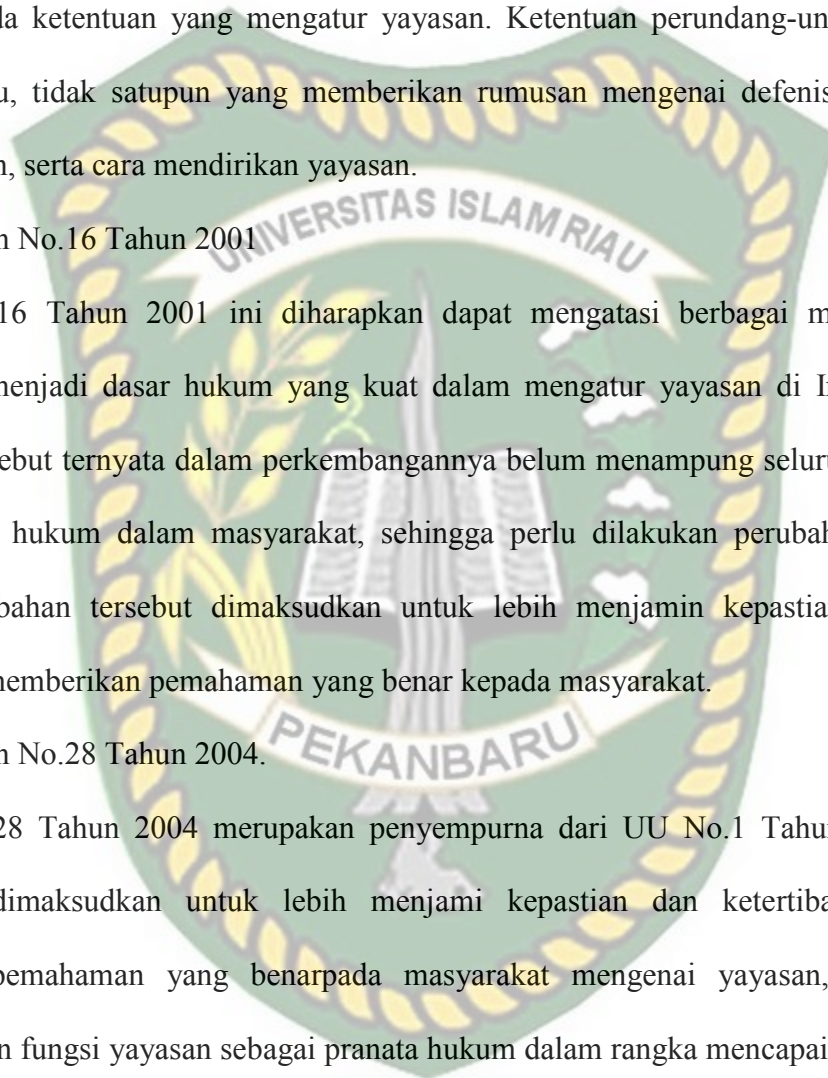 da ketentuan yang mengatur yayasan. Ketentuan perundang-un
u, tidak satupun yang memberikan rumusan mengenai defenis
n, serta cara mendirikan yayasan.
UNIVERSITAS ISLAM RIAU
n No.16 Tahun 2001
16 Tahun 2001 ini diharapkan dapat mengatasi berbagai m
menjadi dasar hukum yang kuat dalam mengatur yayasan di I
ebut ternyata dalam perkembangannya belum menampung selur
hukum dalam masyarakat, sehingga perlu dilakukan perubah
bahan tersebut dimaksudkan untuk lebih menjamin kepastia
memberikan pemahaman yang benar kepada masyarakat.
PEKANBARU
n No.28 Tahun 2004.
28 Tahun 2004 merupakan penyempurna dari UU No.1 Tahu
dimaksudkan untuk lebih menjami kepastian dan ketertiba
pemahaman yang benarpada masyarakat mengenai yayasan,
n fungsi yayasan sebagai pranata hukum dalam rangka mencapai